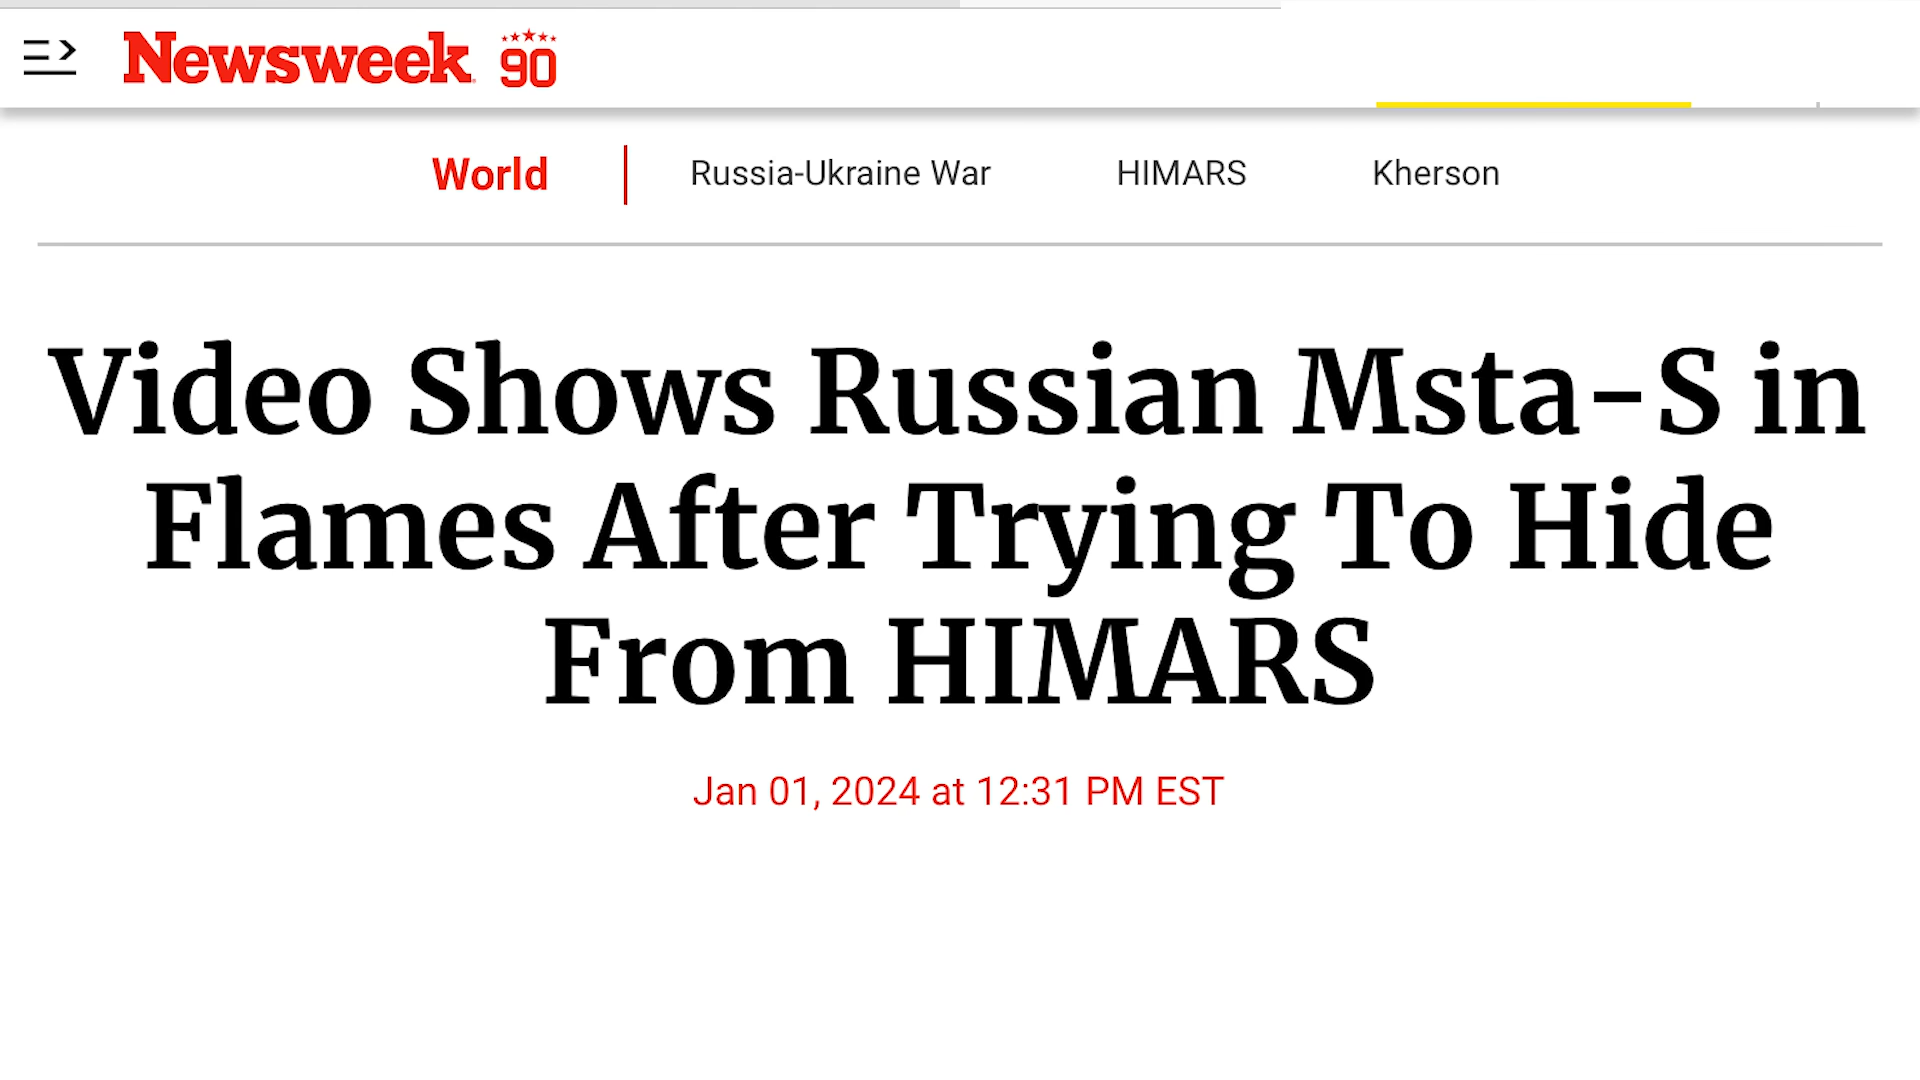 Newsweek 90
World Russia-Ukraine War HIMARS Kherson
Video Shows Russian Msta-S in
Flames After Trying To Hide
From HIMARS
Jan 01, 2024 at 12:31 PM EST